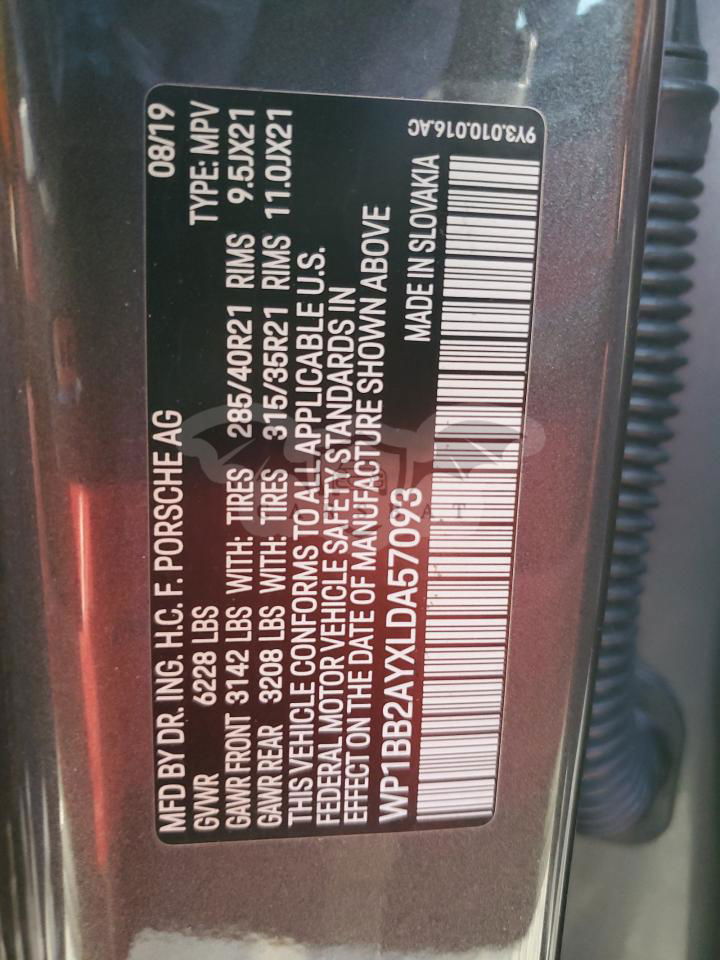 MFD BY DR. ING. H.C. F. PORSCHE AG 08/19
GVWR 6228 LBS TYPE: MPV
GAWR FRONT 3142 LBS WITH: TIRES 285/40R21 RIMS 9.5JX21
GAWR REAR 3208 LBS WITH: TIRES 315/35R21 RIMS 11.0JX21
THIS VEHICLE CONFORMS TO ALL APPLICABLE U.S.
FEDERAL MOTOR VEHICLE SAFETY STANDARDS IN
EFFECT ON THE DATE OF MANUFACTURE SHOWN ABOVE
WP1BB2AYXLDA57093
MADE IN SLOVAKIA
9Y3.010.016.AC